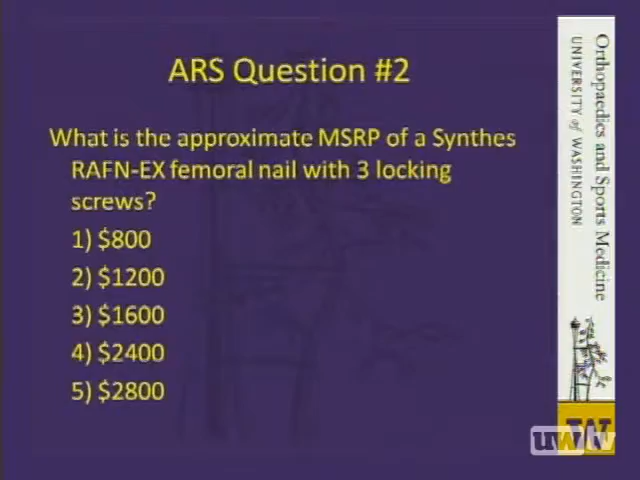 ARS Question #2
What is the approximate MSRP of a Synthes
RAFN-EX femoral nail with 3 locking
screws?
1) $800
2) $1200
3) $1600
4) $2400
5) $2800
Orthopaedics and Sports Medicine
UNIVERSITY of WASHINGTON
W
uwtv